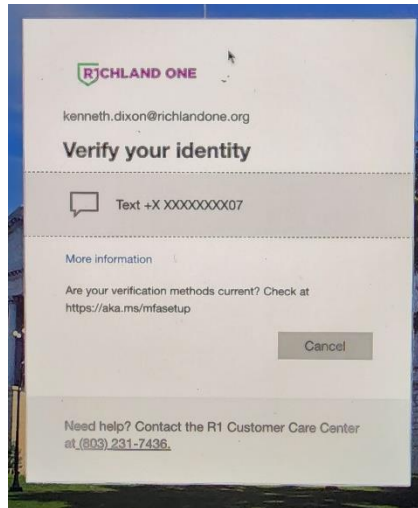 R1CHLAND ONE
kenneth.dixon@richlandone.org
Verify your identity
Text +X XXXXXXXX07
More information
Are your verification methods current? Check at
https://aka.ms/mfasetup
Cancel
Need help? Contact the R1 Customer Care Center
at (803) 231-7436.